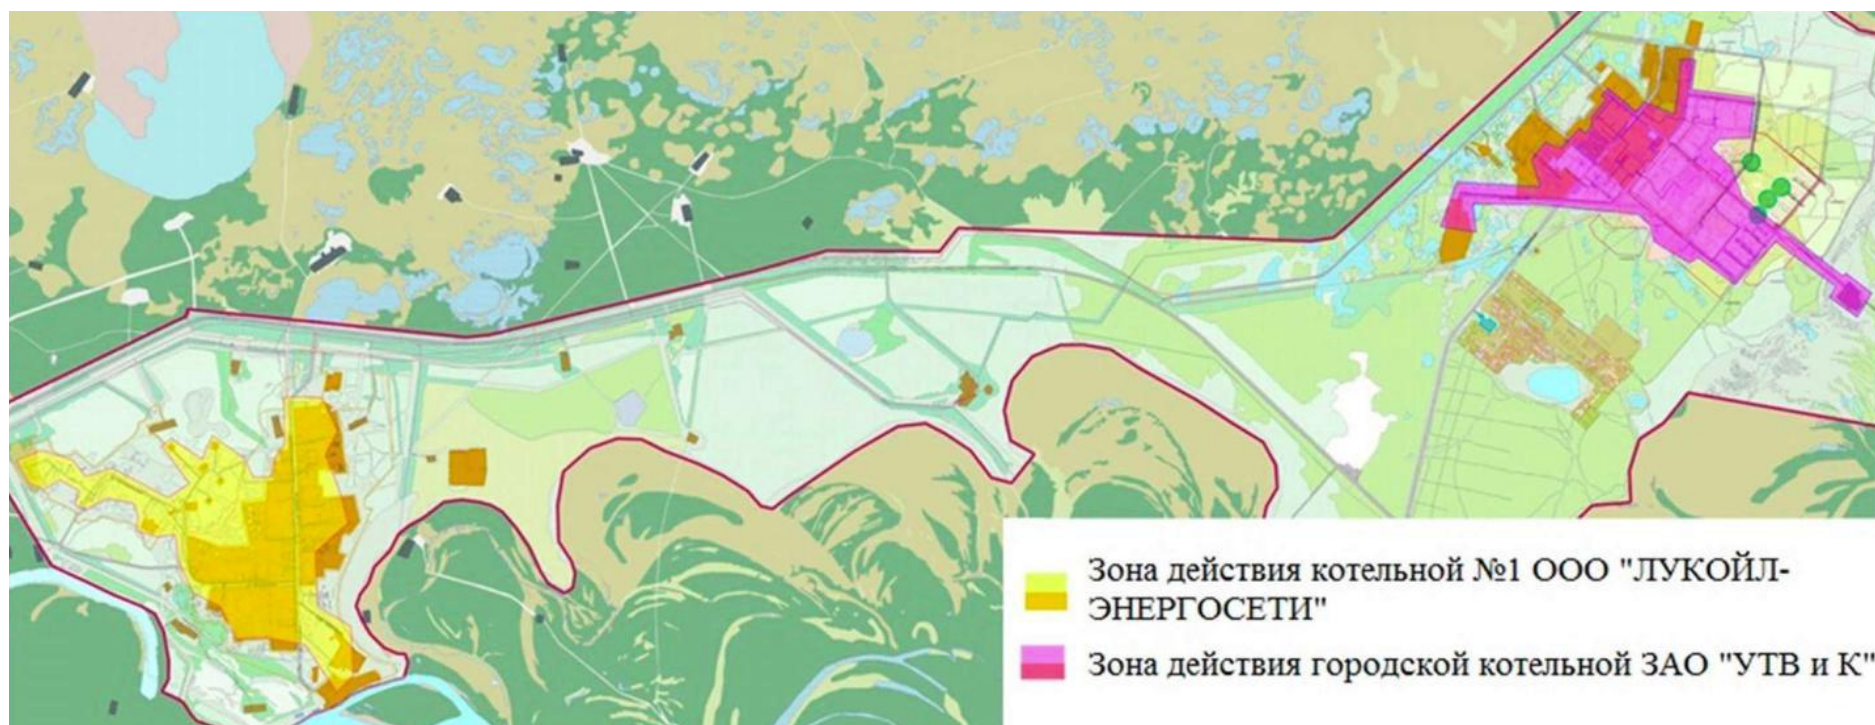 Зона действия котельной №1 ООО "ЛУКОЙЛ-
ЭНЕРГОСЕТИ"
Зона действия городской котельной ЗАО "УТВ и К"